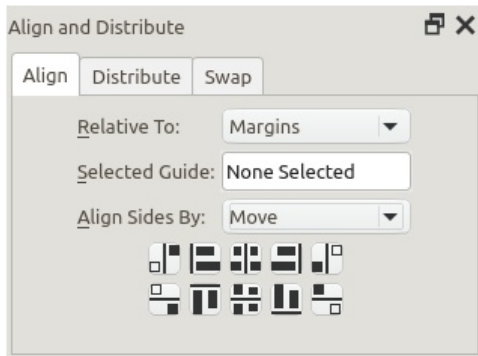 Align and Distribute
Align Distribute Swap
Relative To: Margins
Selected Guide: None Selected
Align Sides By: Move